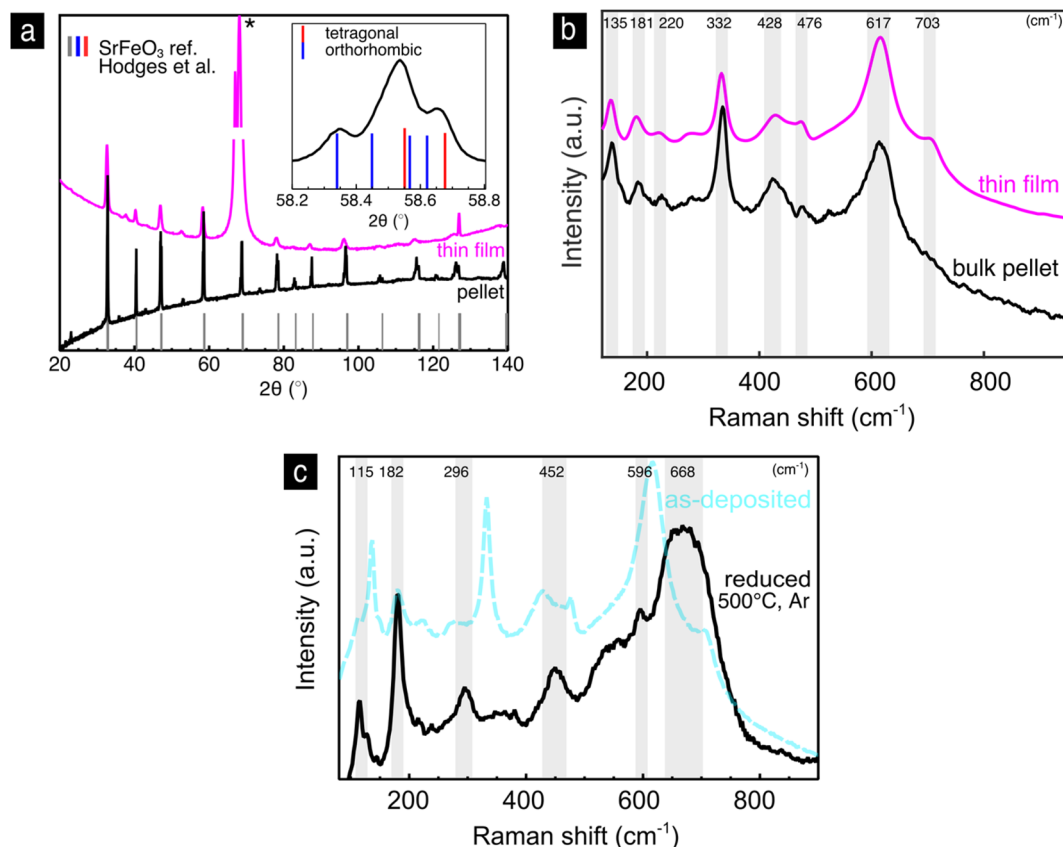 a
SrFeO₃ ref.
Hodges et al.
*
tetragonal
orthorhombic
58.2 58.4 58.6 58.8
2θ (°)
thin film
pellet
20 40 60 80 100 120 140
2θ (°)
b
135 181 220 332 428 476 617 703 (cm⁻¹)
thin film
bulk pellet
Intensity (a.u.)
200 400 600 800
Raman shift (cm⁻¹)
c
115 182 296 452 596 668 (cm⁻¹)
as-deposited
reduced
500°C, Ar
Intensity (a.u.)
200 400 600 800
Raman shift (cm⁻¹)